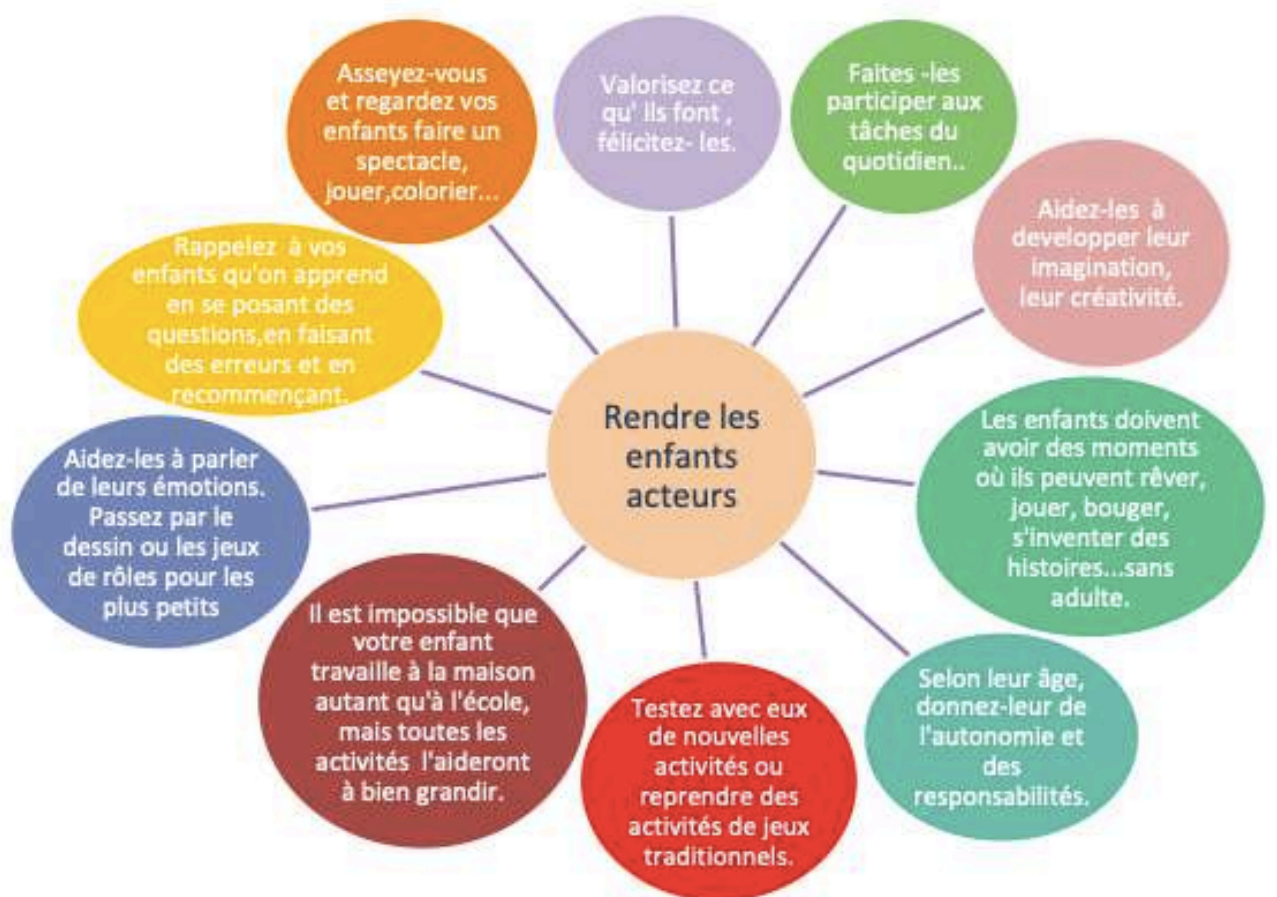 Rendre les
enfants
acteurs
Valorisez ce
qu' ils font ,
félicitez- les.
Faites -les
participer aux
tâches du
quotidien..
Aidez-les à
developper leur
imagination,
leur créativité.
Les enfants doivent
avoir des moments
où ils peuvent rêver,
jouer, bouger,
s'inventer des
histoires...sans
adulte.
Selon leur âge,
donnez-leur de
l'autonomie et
des
responsabilités.
Testez avec eux
de nouvelles
activités ou
reprendre des
activités de jeux
traditionnels.
Il est impossible que
votre enfant
travaille à la maison
autant qu'à l'école,
mais toutes les
activités l'aideront
à bien grandir.
Aidez-les à parler
de leurs émotions.
Passez par le
dessin ou les jeux
de rôles pour les
plus petits
Rappelez à vos
enfants qu'on apprend
en se posant des
questions,en faisant
des erreurs et en
recommençant.
Asseyez-vous
et regardez vos
enfants faire un
spectacle,
jouer,colorier...